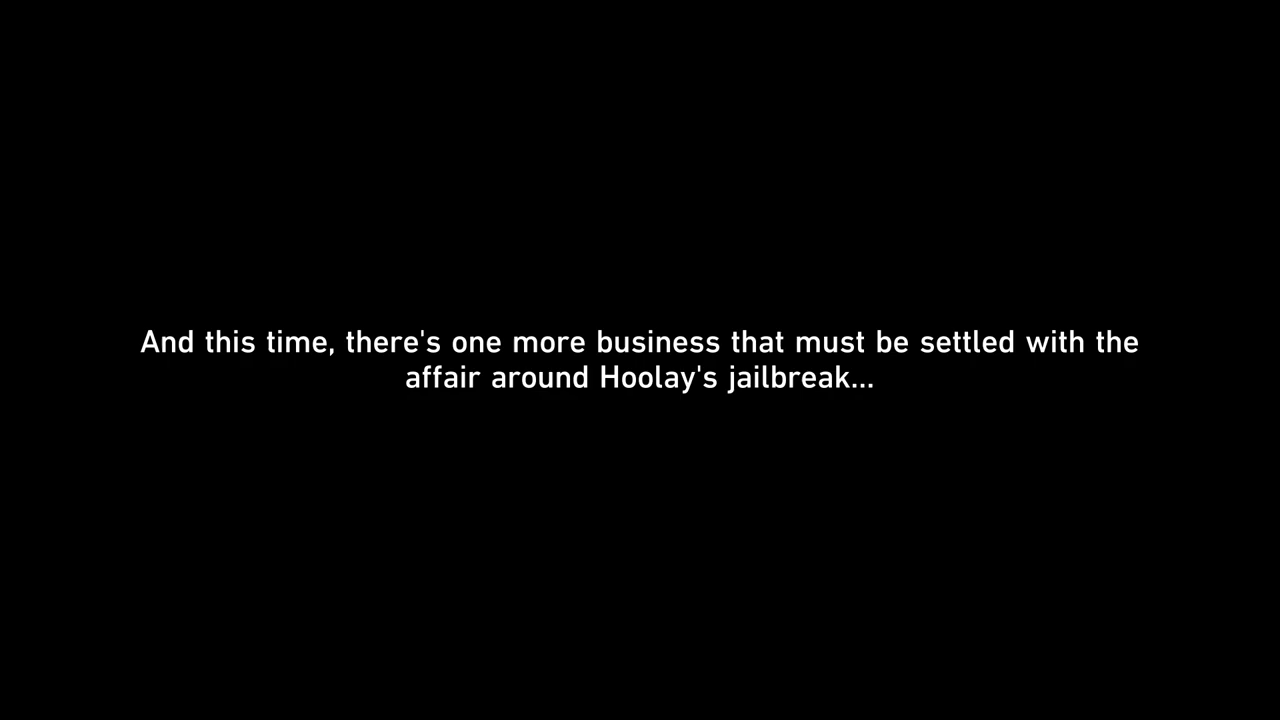 And this time, there's one more business that must be settled with the
affair around Hoolay's jailbreak...